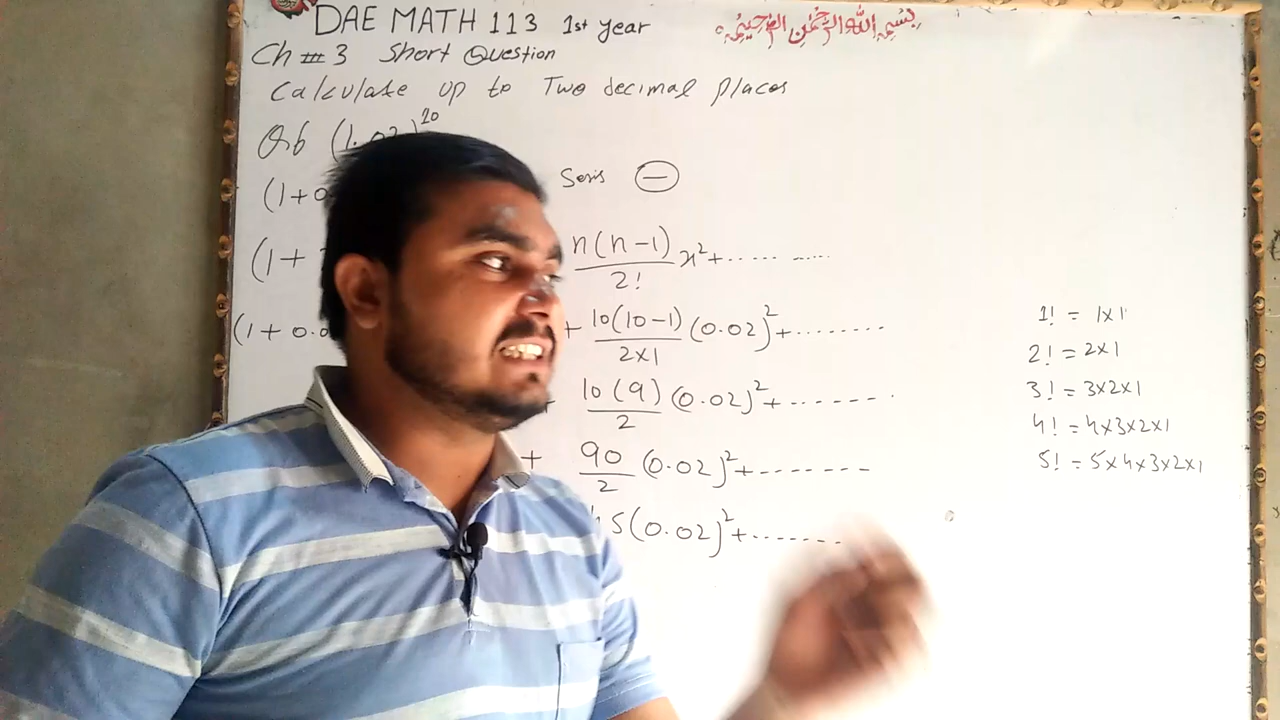 DAE MATH 113 1st year
بسم الله الرحمن الرحيم
Ch # 3 Short Question
Calculate up to Two decimal places
Q.6 (1.02)^10
(1+0 Seris (—)
(1+ n(n-1)/2! x²+...... .....
(1+0.0 + 10(10-1)/2x1 (0.02)²+........
+ 10(9)/2 (0.02)²+.......
+ 90/2 (0.02)²+.......
45(0.02)²+.......
1! = 1x1
2! = 2x1
3! = 3x2x1
4! = 4x3x2x1
5! = 5x4x3x2x1